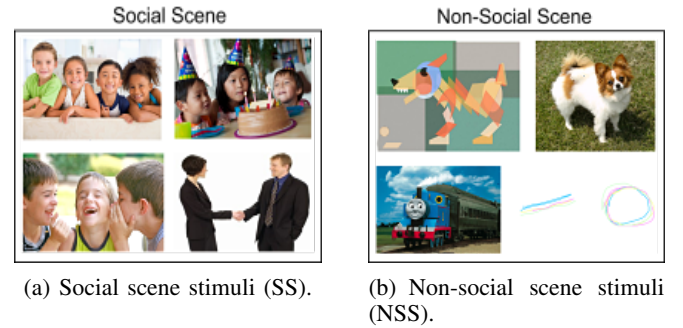 Social Scene
Non-Social Scene
(a) Social scene stimuli (SS).
(b) Non-social scene stimuli
(NSS).